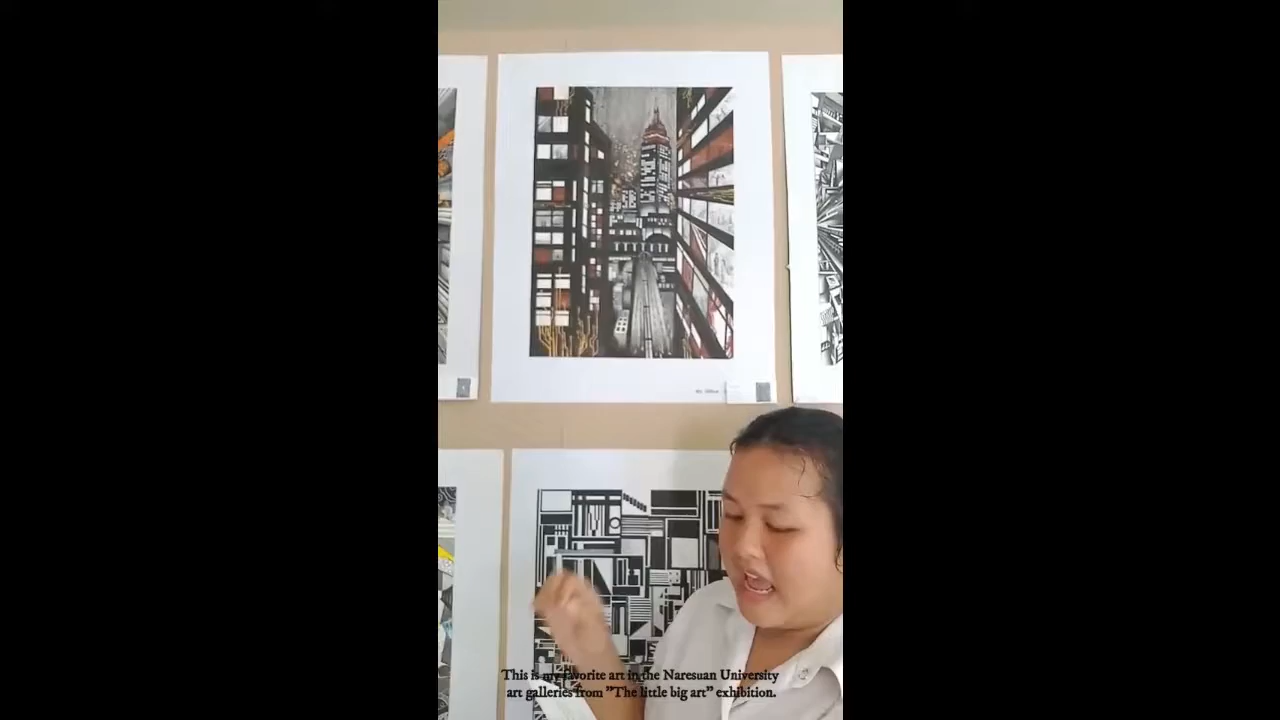 This is my favorite art in the Naresuan University
art galleries from "The little big art" exhibition.